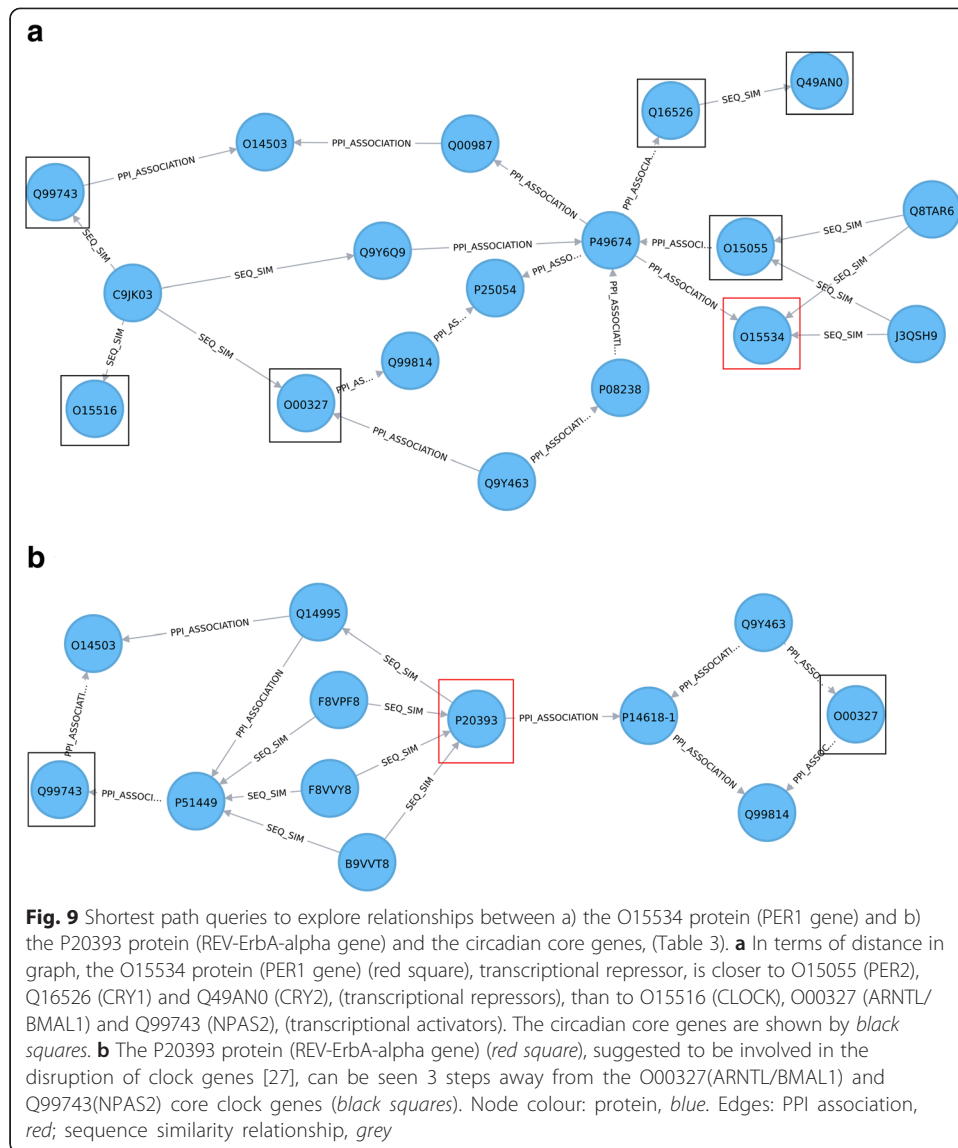 a
Q49AN0
SEQ_SIM
Q16526
O14503
PPI_ASSOCIATION
Q00987
PPI_ASSOCIATION
PPI_ASSOCIA...
Q99743
PPI_ASSOCIATION
Q8TAR6
SEQ_SIM
Q9Y6Q9
PPI_ASSOCIATION
P49674
PPI_ASSOCI...
O15055
SEQ_SIM
SEQ_SIM
PPI_ASSO...
SEQ_SIM
C9JK03
P25054
PPI_ASSOCIATION
SEQ_SIM
SEQ_SIM
SEQ_SIM
PPI_AS...
O15534
SEQ_SIM
J3QSH9
Q99814
PPI_ASSOCIATI...
O15516
O00327
PPI_AS...
P08238
PPI_ASSOCIATION
PPI_ASSOCIATI...
Q9Y463
b
Q14995
Q9Y463
O14503
PPI_ASSOCIATION
SEQ_SIM
PPI_ASSOCIATI...
PPI_ASSO...
PPI_ASSOCIATI...
PPI_ASSOCIATION
F8VPF8
SEQ_SIM
P20393
PPI_ASSOCIATION
P14618-1
O00327
SEQ_SIM
SEQ_SIM
PPI_ASSOCIATION
PPI_ASSOC...
Q99743
PPI_ASSOCI...
P51449
SEQ_SIM
F8VVY8
SEQ_SIM
Q99814
SEQ_SIM
B9VVT8
Fig. 9 Shortest path queries to explore relationships between a) the O15534 protein (PER1 gene) and b)
the P20393 protein (REV-ErbA-alpha gene) and the circadian core genes, (Table 3). a In terms of distance in
graph, the O15534 protein (PER1 gene) (red square), transcriptional repressor, is closer to O15055 (PER2),
Q16526 (CRY1) and Q49AN0 (CRY2), (transcriptional repressors), than to O15516 (CLOCK), O00327 (ARNTL/
BMAL1) and Q99743 (NPAS2), (transcriptional activators). The circadian core genes are shown by black
squares. b The P20393 protein (REV-ErbA-alpha gene) (red square), suggested to be involved in the
disruption of clock genes [27], can be seen 3 steps away from the O00327(ARNTL/BMAL1) and
Q99743(NPAS2) core clock genes (black squares). Node colour: protein, blue. Edges: PPI association,
red; sequence similarity relationship, grey